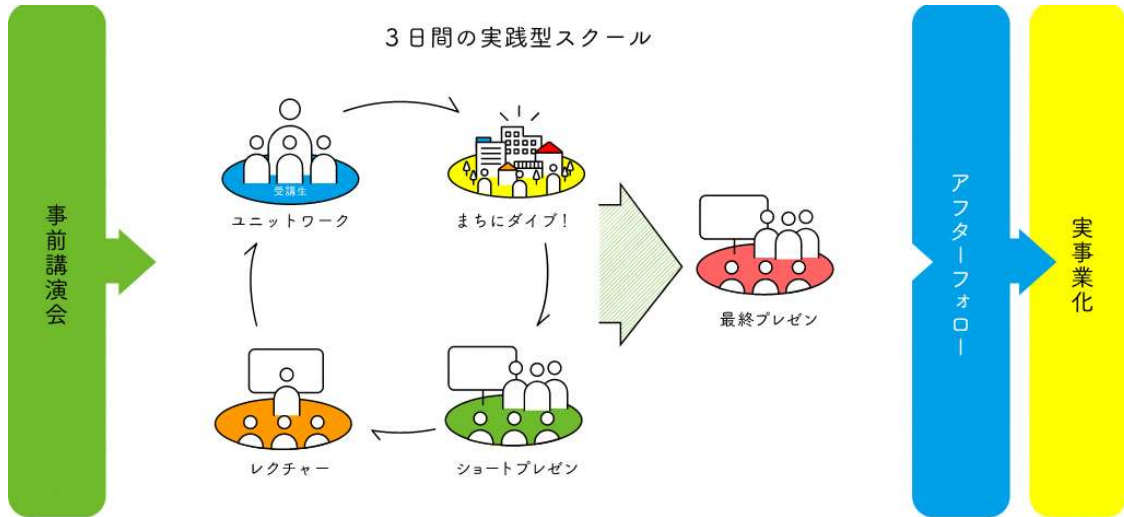 3日間の実践型スクール
事前講演会
受講生
ユニットワーク
まちにダイブ!
ショートプレゼン
レクチャー
最終プレゼン
アフターフォロー
実事業化